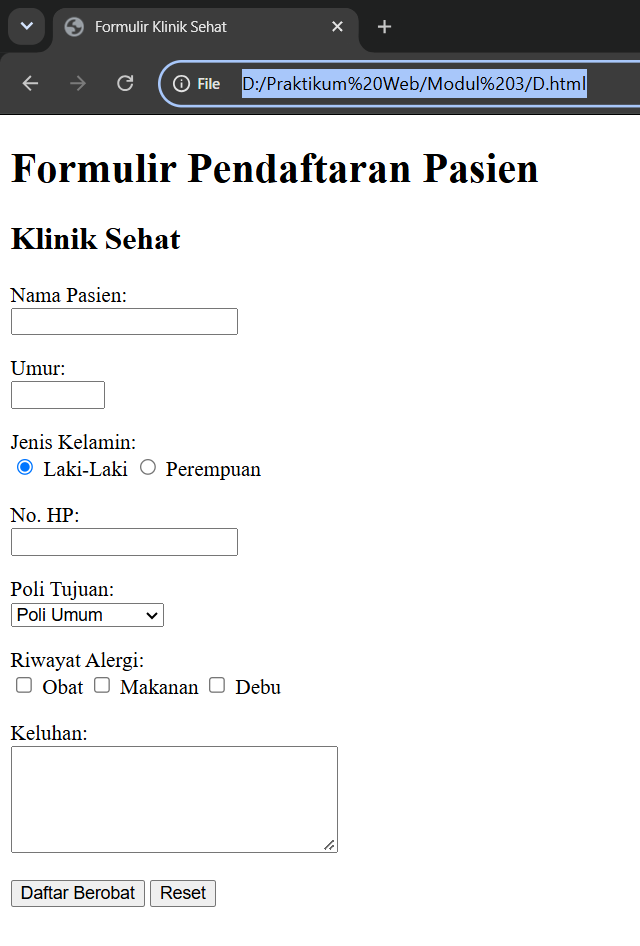 Formulir Klinik Sehat
File D:/Praktikum%20Web/Modul%203/D.html
Formulir Pendaftaran Pasien
Klinik Sehat
Nama Pasien:
Umur:
Jenis Kelamin:
Laki-Laki Perempuan
No. HP:
Poli Tujuan:
Poli Umum
Riwayat Alergi:
Obat Makanan Debu
Keluhan:
Daftar Berobat Reset